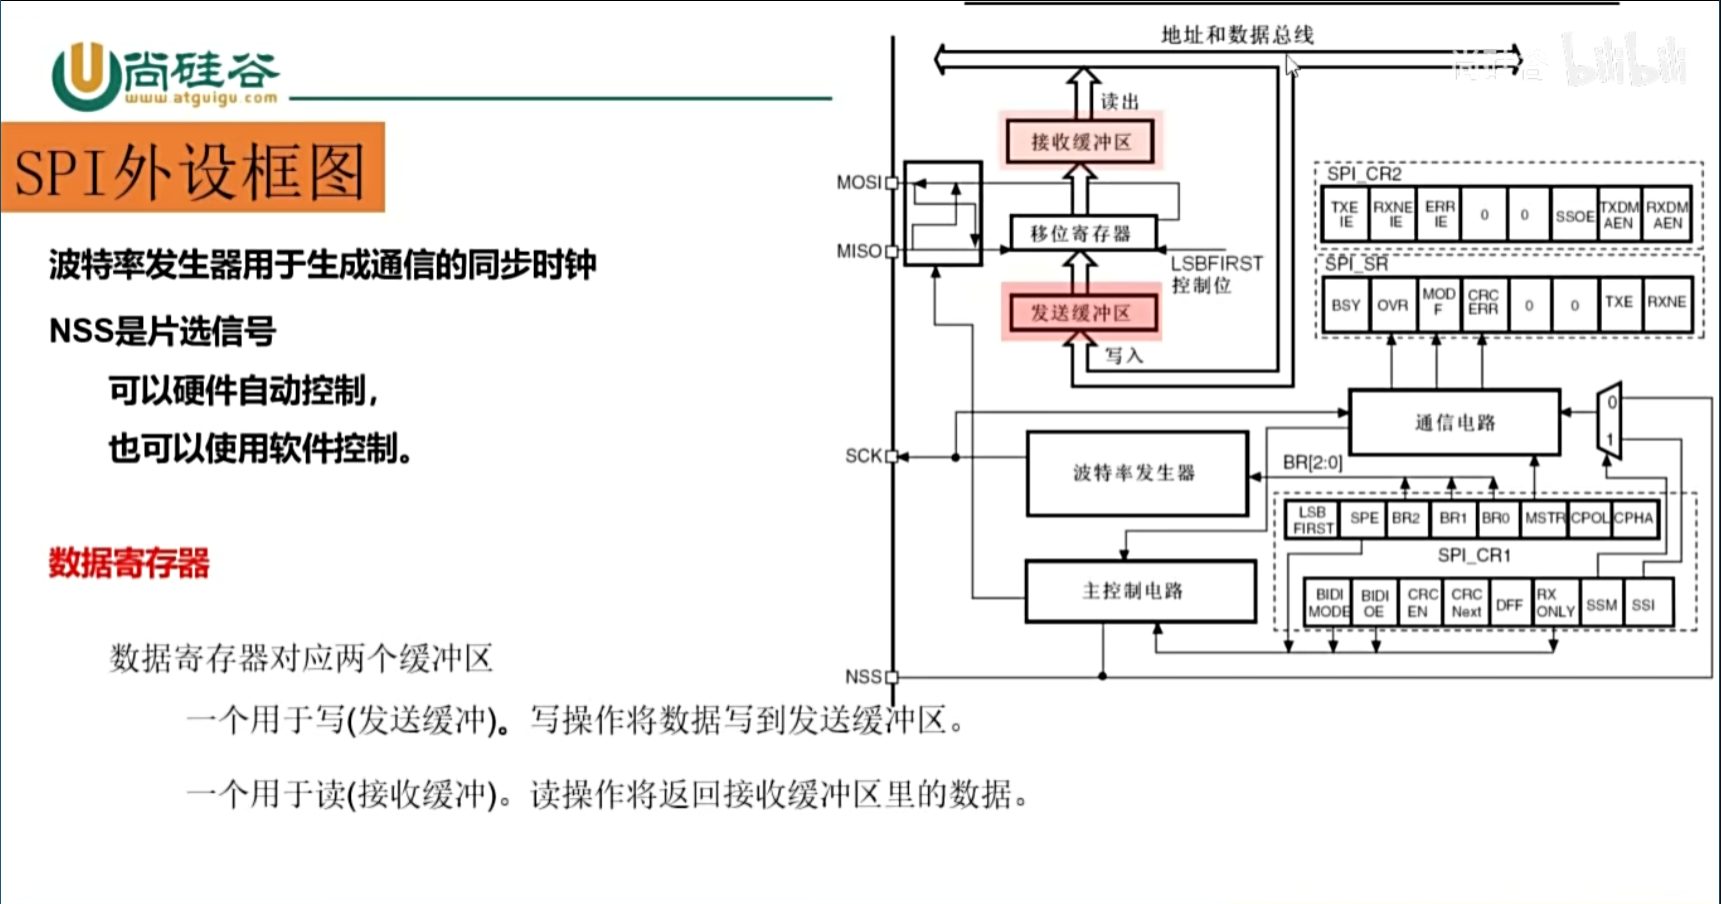 尚硅谷
www.atguigu.com
SPI外设框图
波特率发生器用于生成通信的同步时钟
NSS是片选信号
可以硬件自动控制，
也可以使用软件控制。
数据寄存器
数据寄存器对应两个缓冲区
一个用于写(发送缓冲)。写操作将数据写到发送缓冲区。
一个用于读(接收缓冲)。读操作将返回接收缓冲区里的数据。
地址和数据总线
尚硅谷 bilibili
读出
接收缓冲区
MOSI
移位寄存器
MISO
LSBFIRST
控制位
发送缓冲区
写入
SPI_CR2
TXE IE RXNE IE ERR IE 0 0 SSOE TXDM AEN RXDM AEN
SPI_SR
BSY OVR MOD F CRC ERR 0 0 TXE RXNE
通信电路
0
1
SCK
波特率发生器
BR[2:0]
LSB FIRST SPE BR2 BR1 BR0 MSTR CPOL CPHA
SPI_CR1
主控制电路
BIDI MODE BIDI OE CRC EN CRC Next DFF RX ONLY SSM SSI
NSS